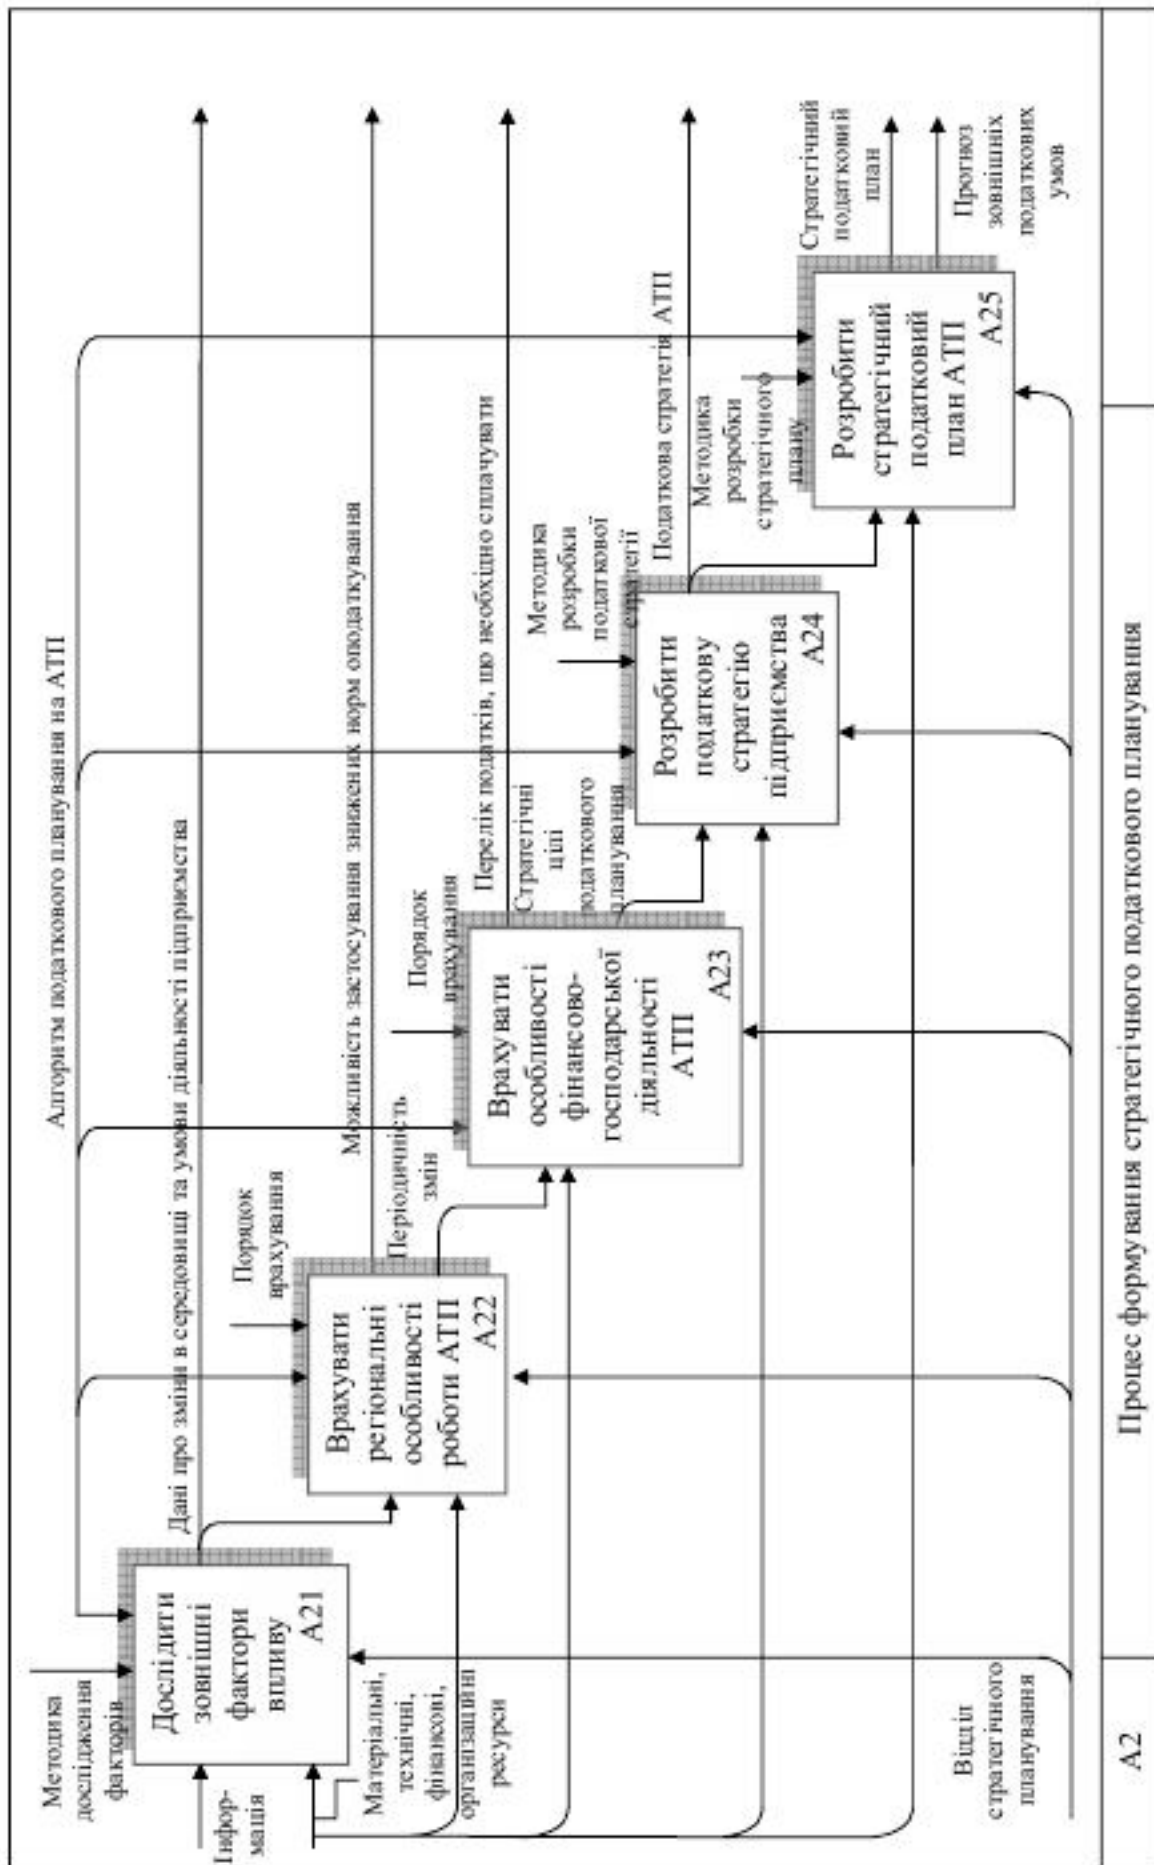 Алгоритм податкового планування на АТП
Методика
дослідження
факторів
Дані про зміни в середовищі та умови діяльності підприємства
Інфор-
мація
Дослідити
зовнішні
фактори
впливу
А21
Матеріальні,
технічні,
фінансові,
організаційні
ресурси
Порядок
врахування
Можливість застосування знижених норм оподаткування
Врахувати
регіональні
особливості
роботи АТП
А22
Періодичність
змін
Порядок
врахування
Перелік податків, що необхідно сплачувати
Врахувати
особливості
фінансово-
господарської
діяльності
АТП
А23
Стратегічні
цілі
податкового
планування
Методика
розробки
податкової
стратегії
Податкова стратегія АТП
Розробити
податкову
стратегію
підприємства
А24
Методика
розробки
стратегічного
плану
Розробити
стратегічний
податковий
план АТП
А25
Стратегічний
податковий
план
Прогноз
зовнішніх
податкових
умов
Відділ
стратегічного
планування
А2
Процес формування стратегічного податкового планування